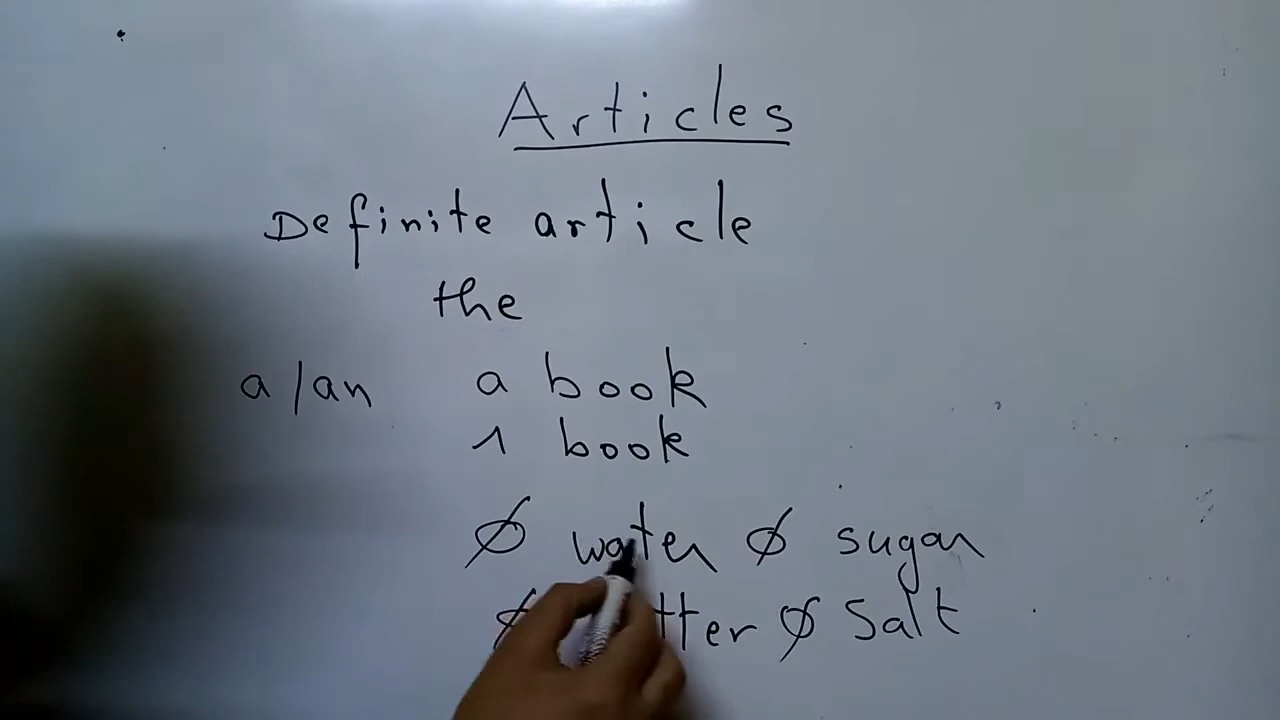 Articles
Definite article
the
a/an a book
1 book
Ø water Ø sugar
Ø Ø Salt